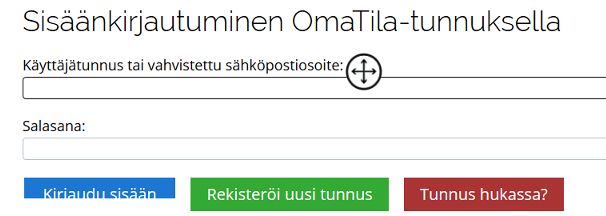 Sisäänkirjautuminen OmaTila-tunnuksella
Käyttäjätunnus tai vahvistettu sähköpostiosoite:
Salasana:
Kirjaudu sisään Rekisteröi uusi tunnus Tunnus hukassa?